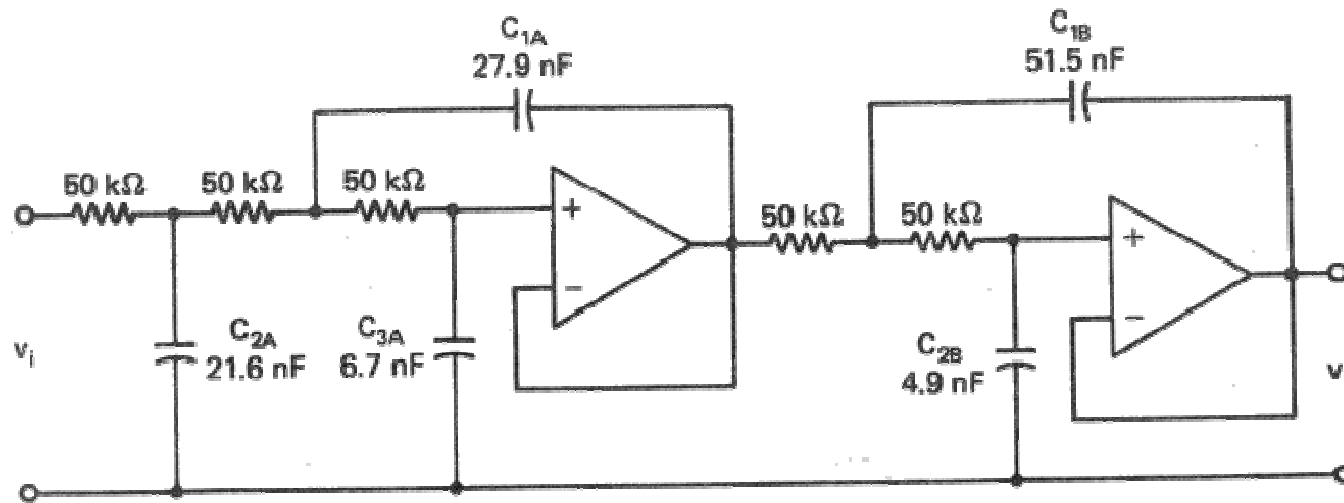 C1A
27.9 nF
C1B
51.5 nF
50 kΩ 50 kΩ 50 kΩ
+
−
50 kΩ 50 kΩ
+
−
vi
C2A
21.6 nF
C3A
6.7 nF
C2B
4.9 nF
v